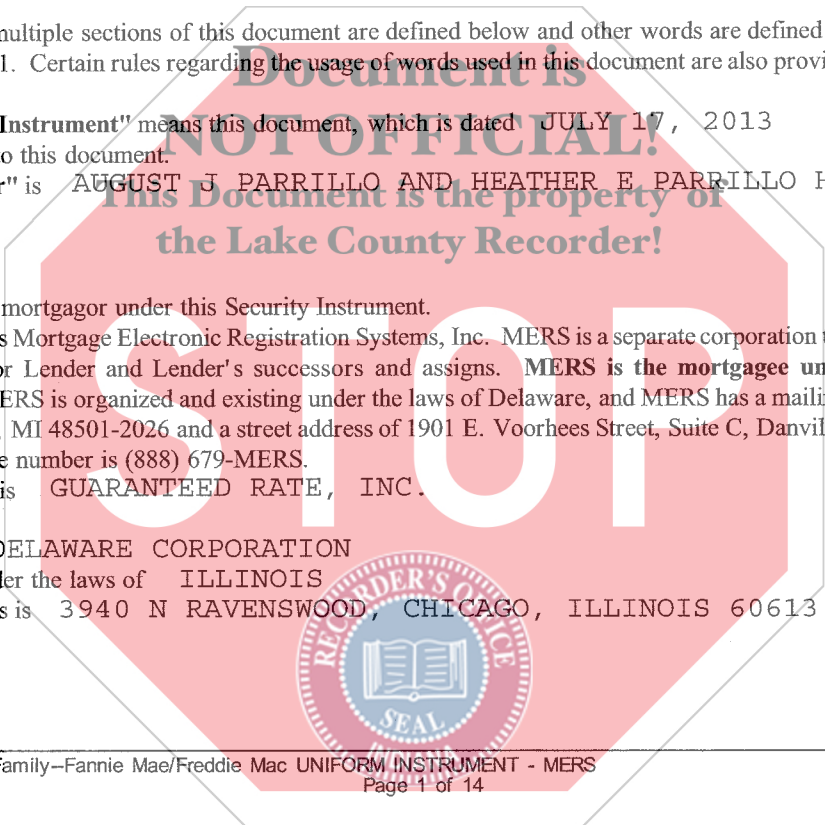 multiple sections of this document are defined below and other words are defined
1. Certain rules regarding the usage of words used in this document are also provi
Document is
Instrument" means this document, which is dated JULY 17, 2013
NOT OFFICIAL!
o this document.
r" is AUGUST J PARRILLO AND HEATHER E PARRILLO H
This Document is the property of
the Lake County Recorder!
mortgagor under this Security Instrument.
s Mortgage Electronic Registration Systems, Inc. MERS is a separate corporation
or Lender and Lender's successors and assigns. MERS is the mortgagee un
ERS is organized and existing under the laws of Delaware, and MERS has a maili
, MI 48501-2026 and a street address of 1901 E. Voorhees Street, Suite C, Danvil
e number is (888) 679-MERS.
STOP
is GUARANTEED RATE, INC.
DELAWARE CORPORATION
der the laws of ILLINOIS
s is 3940 N RAVENSWOOD, CHICAGO, ILLINOIS 60613
RECORDER'S OFFICE
SEAL
INDIANA
Family–Fannie Mae/Freddie Mac UNIFORM INSTRUMENT - MERS
Page 1 of 14